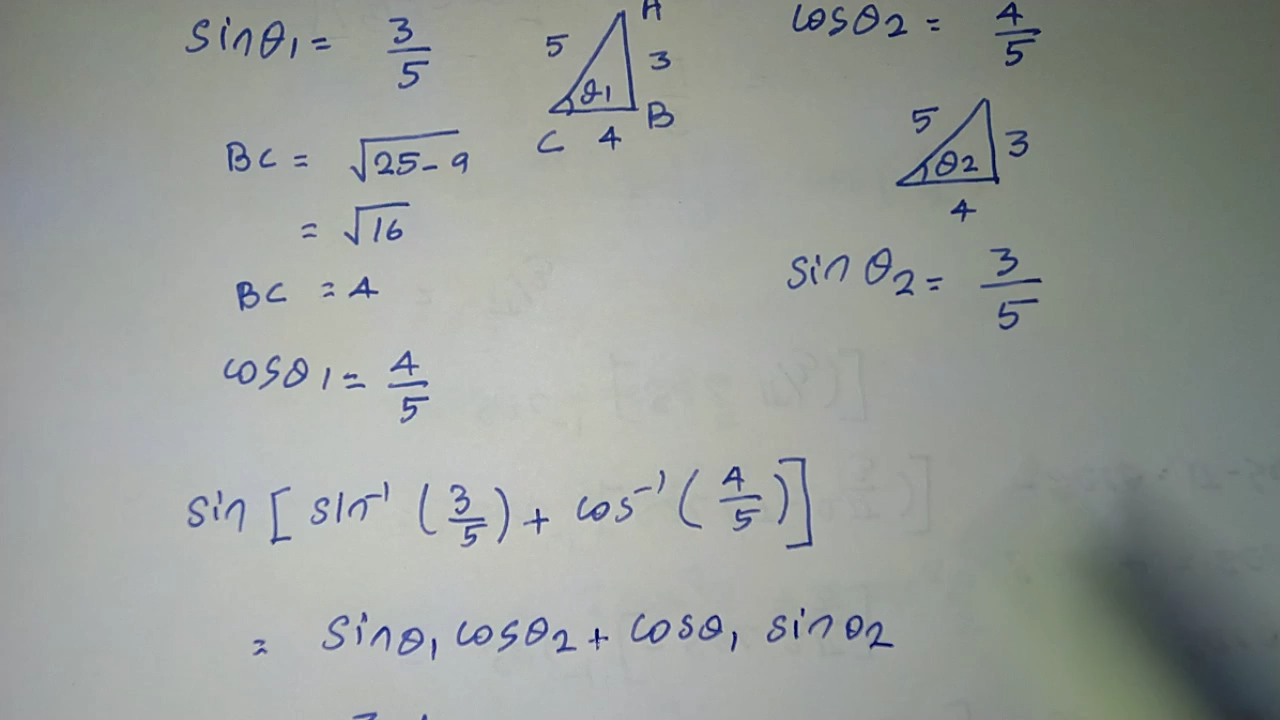 sinθ1 = 3/5
5 A 3 θ1 C 4 B
BC = √25-9
= √16
BC = 4
cosθ1 = 4/5
cosθ2 = 4/5
5 3 θ2 4
sin θ2 = 3/5
sin [ sin⁻¹ (3/5) + cos⁻¹ (4/5) ]
= sinθ1 cosθ2 + cosθ1 sinθ2